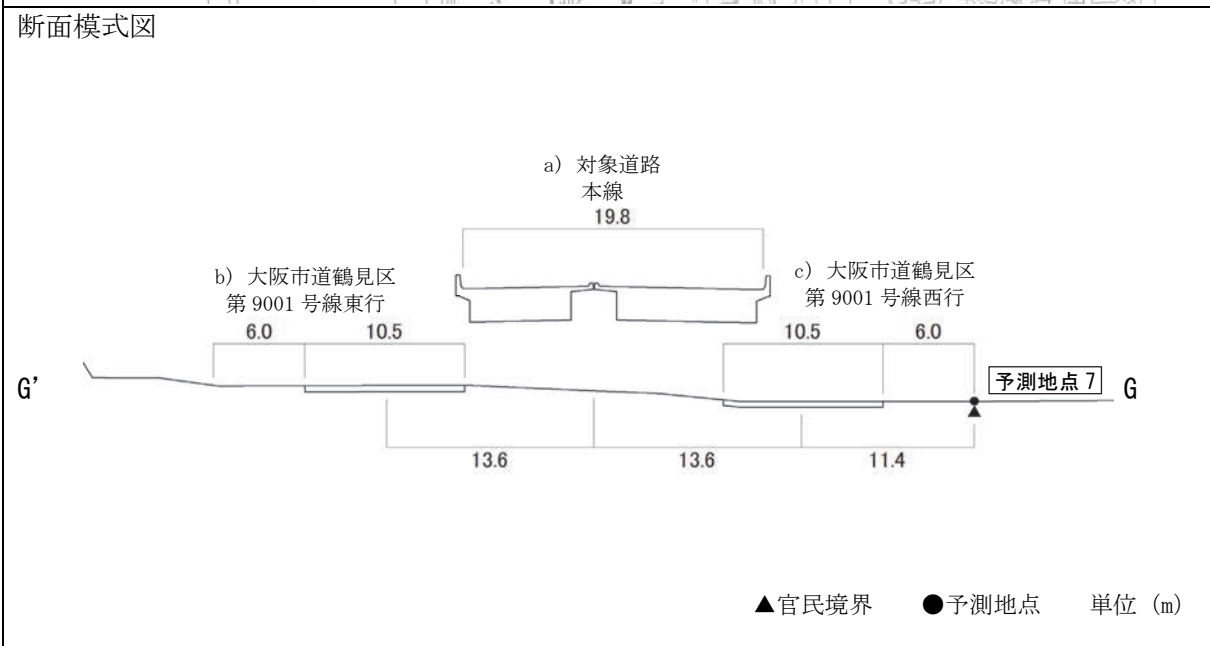 断面模式図
a) 対象道路
本線
19.8
b) 大阪市道鶴見区
第 9001 号線東行
c) 大阪市道鶴見区
第 9001 号線西行
6.0 10.5 10.5 6.0
G' 予測地点 7 G
13.6 13.6 11.4
▲官民境界 ●予測地点 単位 (m)